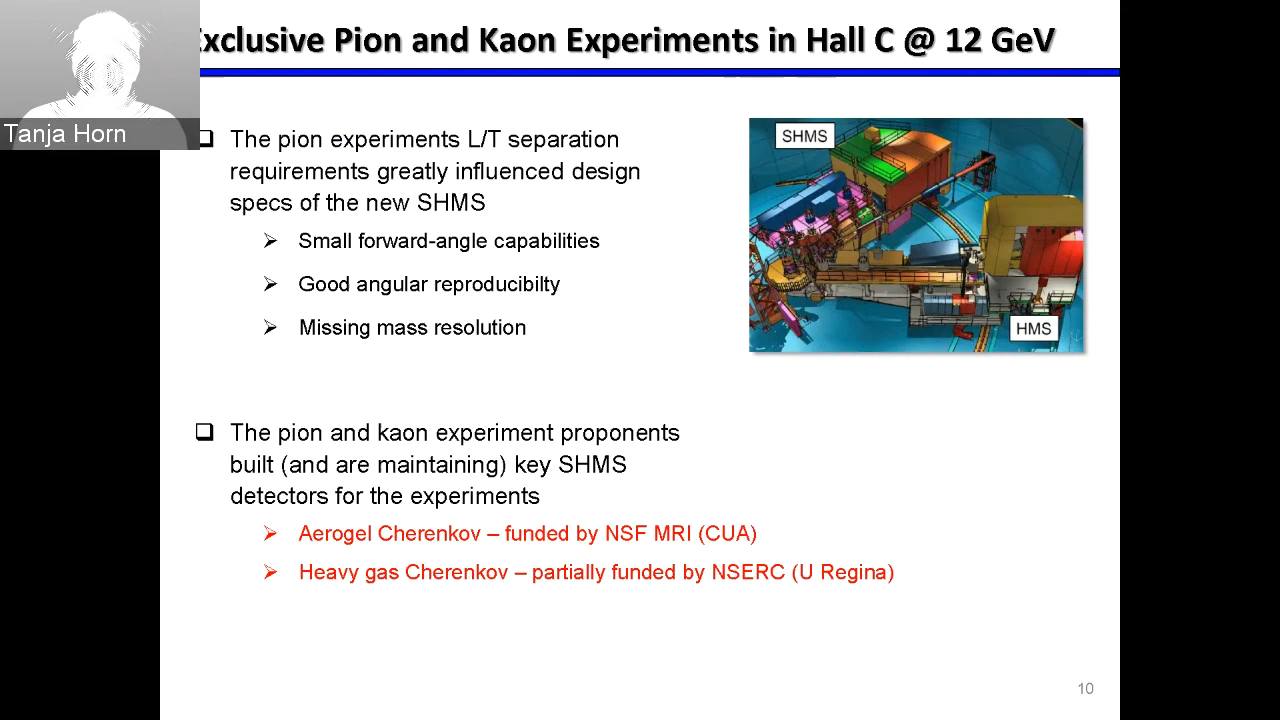 Exclusive Pion and Kaon Experiments in Hall C @ 12 GeV
Tanja Horn
The pion experiments L/T separation
requirements greatly influenced design
specs of the new SHMS
Small forward-angle capabilities
Good angular reproducibilty
Missing mass resolution
SHMS
HMS
The pion and kaon experiment proponents
built (and are maintaining) key SHMS
detectors for the experiments
Aerogel Cherenkov – funded by NSF MRI (CUA)
Heavy gas Cherenkov – partially funded by NSERC (U Regina)
10